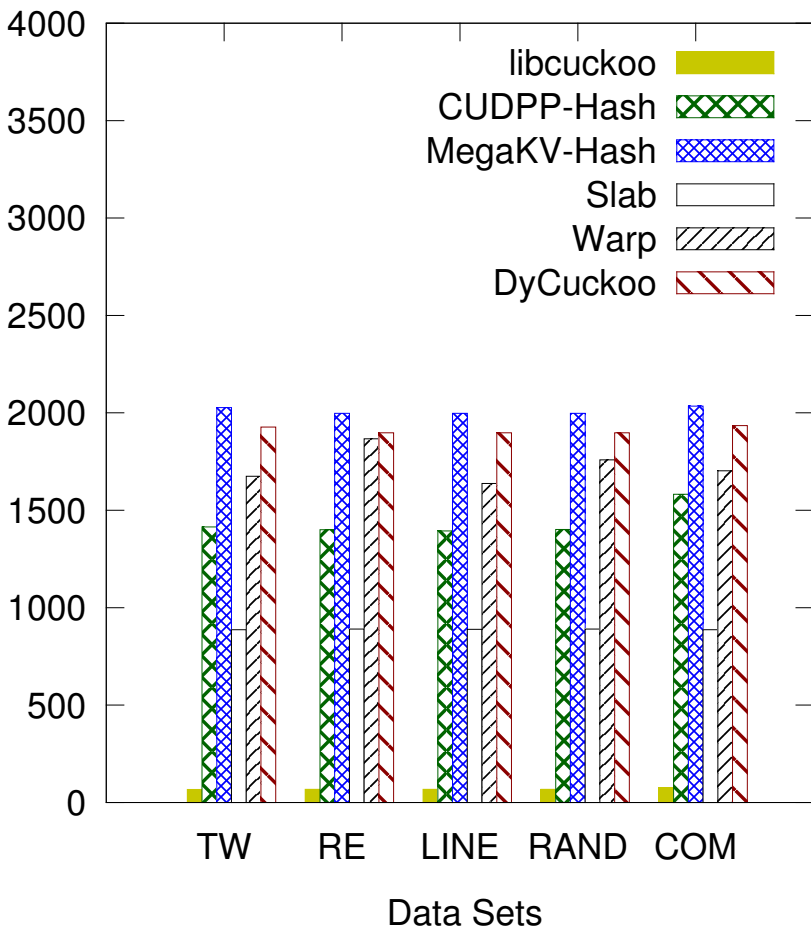 4000
3500
3000
2500
2000
1500
1000
500
0
libcuckoo
CUDPP-Hash
MegaKV-Hash
Slab
Warp
DyCuckoo
TW RE LINE RAND COM
Data Sets